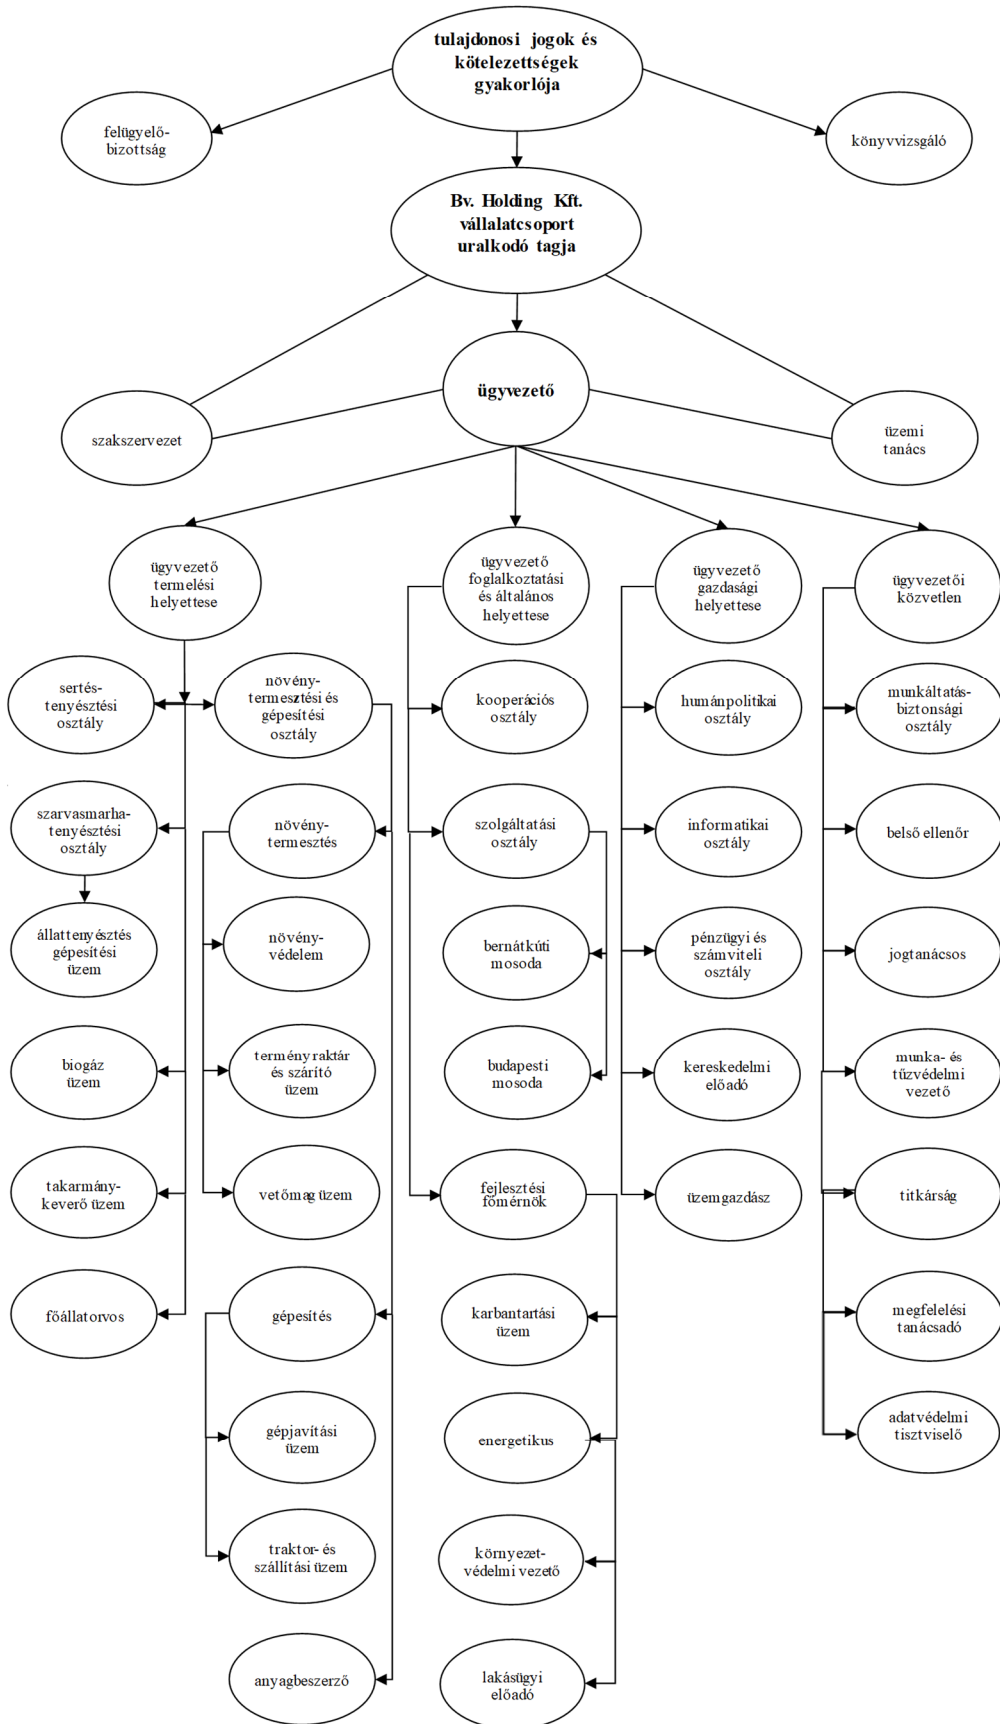 tulajdonosi jogok és
kötelezettségek
gyakorlója
felügyelő-
bizottság
könyvvizsgáló
Bv. Holding Kft.
vállalatcsoport
uralkodó tagja
ügyvezető
szakszervezet
üzemi
tanács
ügyvezető
termelési
helyettese
ügyvezető
foglalkoztatási
és általános
helyettese
ügyvezető
gazdasági
helyettese
ügyvezetői
közvetlen
sertés-
tenyésztési
osztály
növény-
termesztési és
gépesítési
osztály
kooperációs
osztály
humánpolitikai
osztály
munkáltatás-
biztonsági
osztály
szarvasmarha-
tenyésztési
osztály
növény-
termesztés
szolgáltatási
osztály
informatikai
osztály
belső ellenőr
állattenyésztés
gépesítési
üzem
növény-
védelem
bernátkúti
mosoda
pénzügyi és
számviteli
osztály
jogtanácsos
biogáz
üzem
terményraktár
és szárító
üzem
budapesti
mosoda
kereskedelmi
előadó
munka- és
tűzvédelmi
vezető
takarmány-
keverő üzem
vetőmag üzem
fejlesztési
főmérnök
üzemgazdász
titkárság
főállatorvos
gépesítés
karbantartási
üzem
megfelelési
tanácsadó
gépjavítási
üzem
energetikus
adatvédelmi
tisztviselő
traktor- és
szállítási üzem
környezet-
védelmi vezető
anyagbeszerző
lakásügyi
előadó